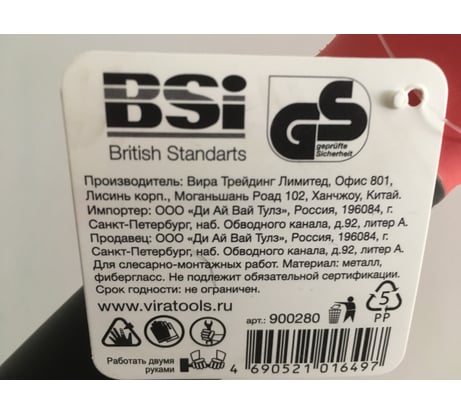 BSi
British Standarts
GS
geprüfte
Sicherheit
Производитель: Вира Трейдинг Лимитед, Офис 801,
Лисинь корп., Моганьшань Роад 102, Ханчжоу, Китай.
Импортер: ООО «Ди Ай Вай Тулз», Россия, 196084, г.
Санкт-Петербург, наб. Обводного канала, д.92, литер А.
Продавец: ООО «Ди Ай Вай Тулз», Россия, 196084, г.
Санкт-Петербург, наб. Обводного канала, д.92, литер А.
Для слесарно-монтажных работ. Материал: металл,
фибергласс. Не подлежит обязательной сертификации.
Срок годности: не ограничен.
www.viratools.ru
арт.: 900280
5
PP
Работать двумя
руками
4 690521 016497